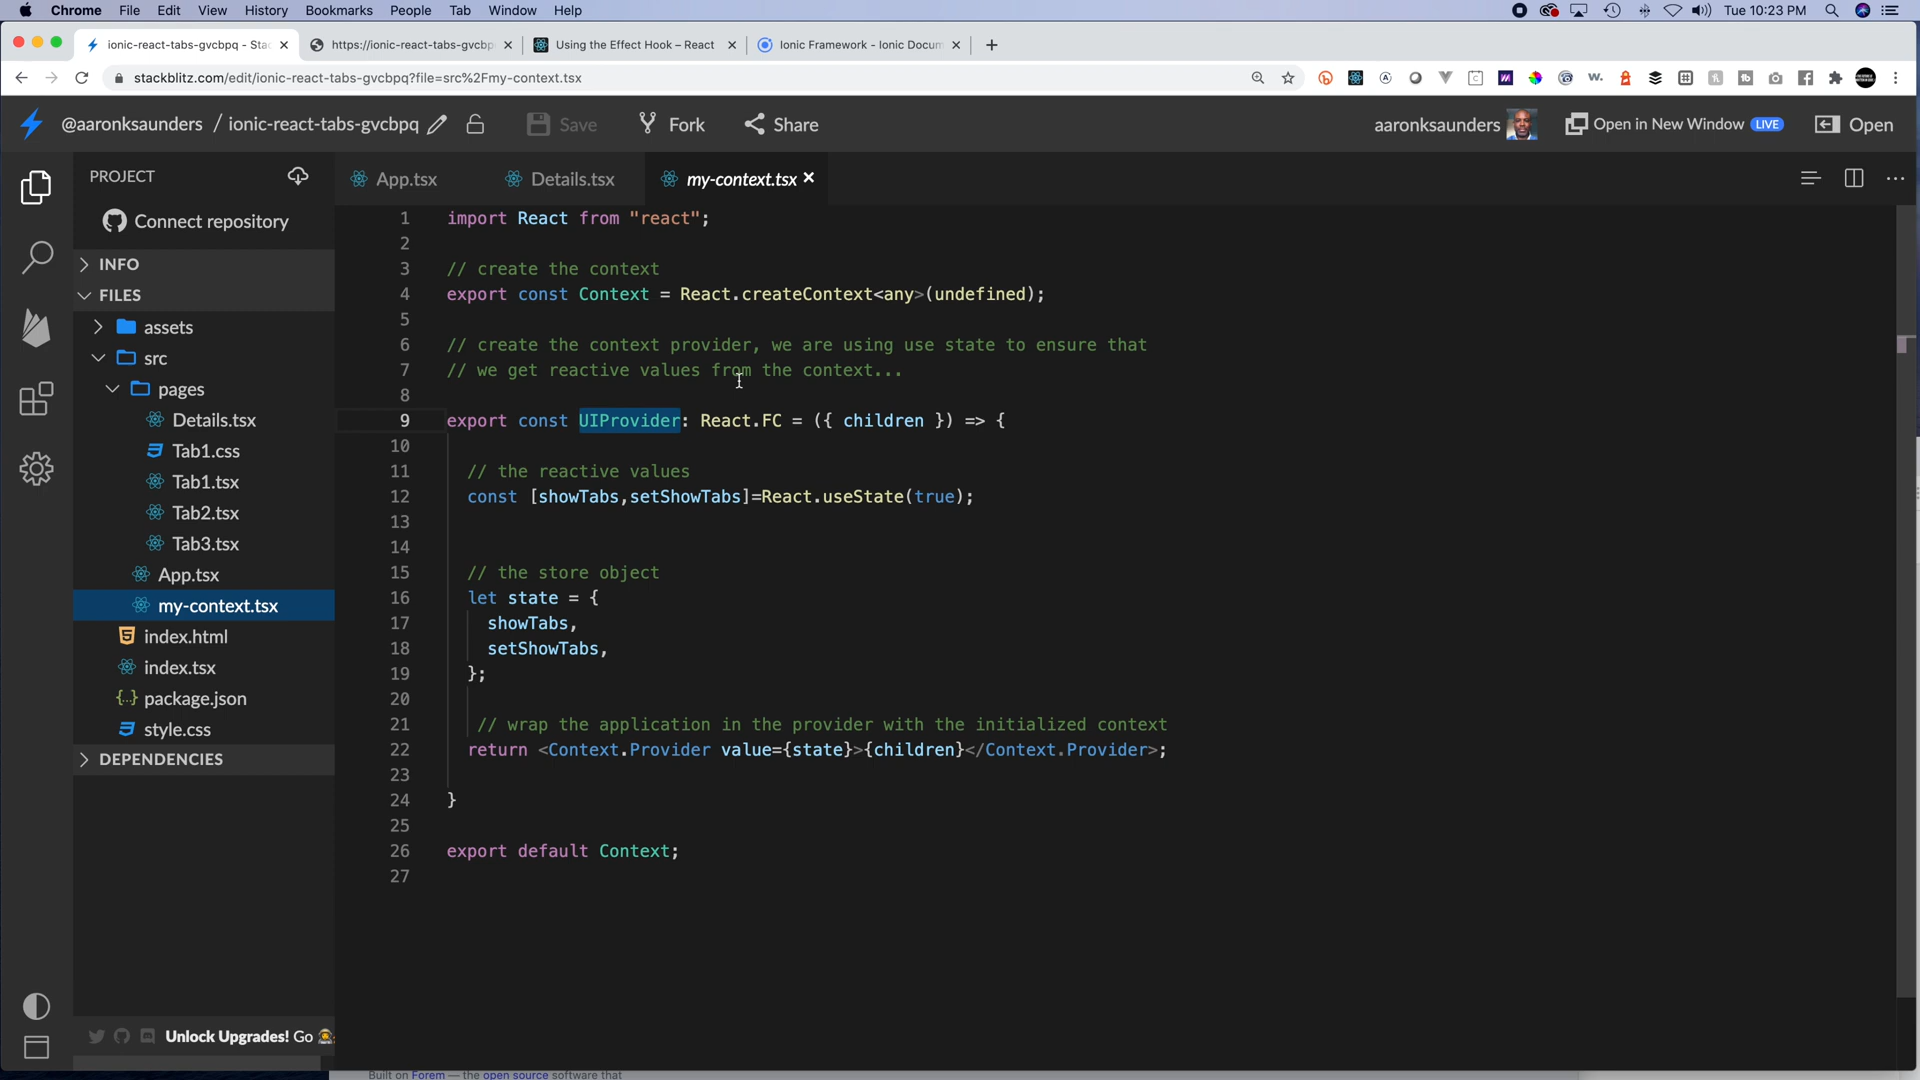 Chrome File Edit View History Bookmarks People Tab Window Help Tue 10:23 PM
ionic-react-tabs-gvcbpq - Stac https://ionic-react-tabs-gvcbp Using the Effect Hook – React Ionic Framework - Ionic Docum
stackblitz.com/edit/ionic-react-tabs-gvcbpq?file=src%2Fmy-context.tsx
@aaronksaunders / ionic-react-tabs-gvcbpq Save Fork Share aaronksaunders Open in New Window LIVE Open
PROJECT
Connect repository
INFO
FILES
assets
src
pages
Details.tsx
Tab1.css
Tab1.tsx
Tab2.tsx
Tab3.tsx
App.tsx
my-context.tsx
index.html
index.tsx
package.json
style.css
DEPENDENCIES
Unlock Upgrades! Go
App.tsx Details.tsx my-context.tsx
1 import React from "react";
2
3 // create the context
4 export const Context = React.createContext<any>(undefined);
5
6 // create the context provider, we are using use state to ensure that
7 // we get reactive values from the context...
8
9 export const UIProvider: React.FC = ({ children }) => {
10
11 // the reactive values
12 const [showTabs,setShowTabs]=React.useState(true);
13
14
15 // the store object
16 let state = {
17 showTabs,
18 setShowTabs,
19 };
20
21 // wrap the application in the provider with the initialized context
22 return <Context.Provider value={state}>{children}</Context.Provider>;
23
24 }
25
26 export default Context;
27
Built on Forem — the open source software that